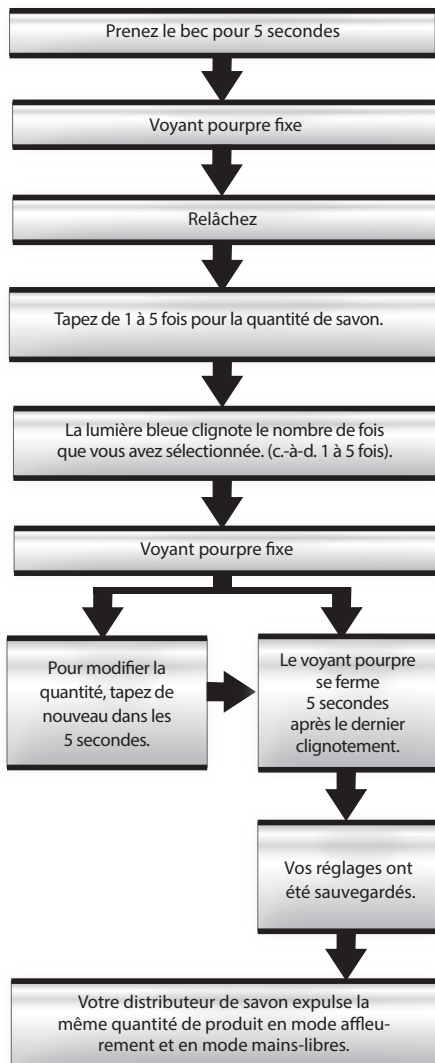 Prenez le bec pour 5 secondes
Voyant pourpre fixe
Relâchez
Tapez de 1 à 5 fois pour la quantité de savon.
La lumière bleue clignote le nombre de fois
que vous avez sélectionnée. (c.-à-d. 1 à 5 fois).
Voyant pourpre fixe
Pour modifier la
quantité, tapez de
nouveau dans les
5 secondes.
Le voyant pourpre
se ferme
5 secondes
après le dernier
clignotement.
Vos réglages ont
été sauvegardés.
Votre distributeur de savon expulse la
même quantité de produit en mode affleu-
rement et en mode mains-libres.